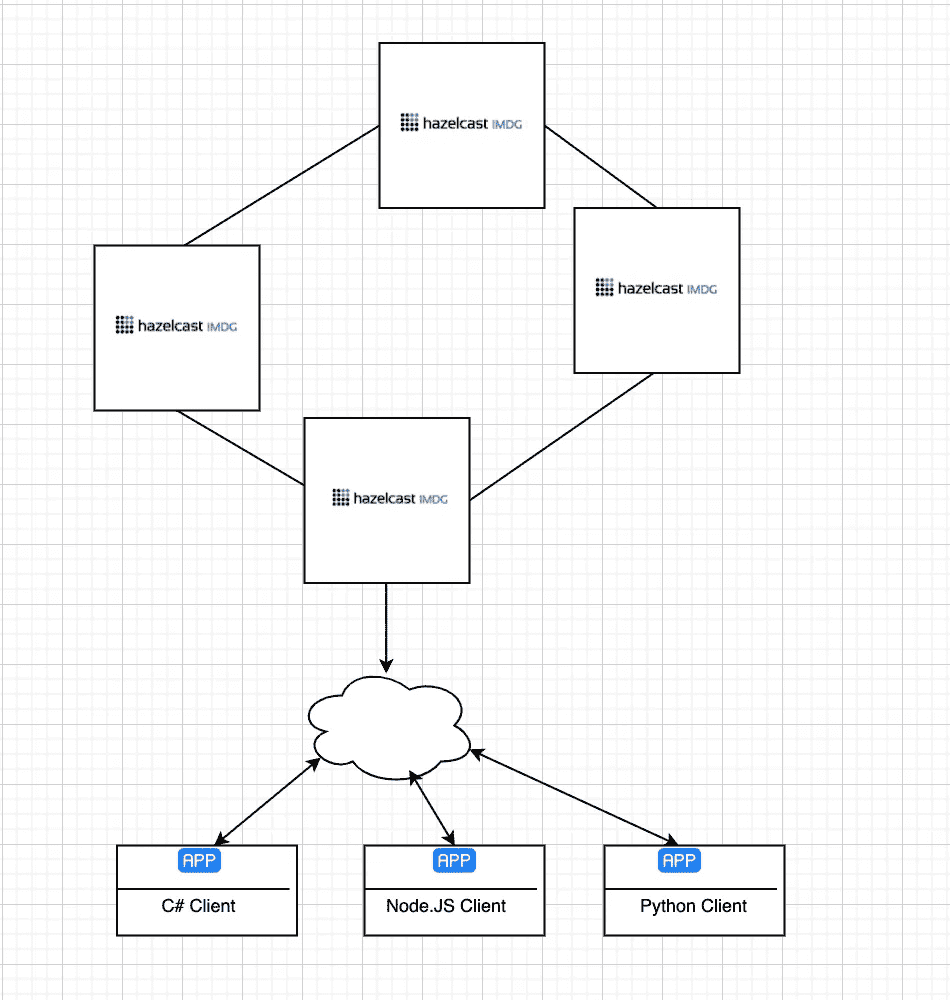 hazelcast IMDG
hazelcast IMDG
hazelcast IMDG
hazelcast IMDG
APP
C# Client
APP
Node.JS Client
APP
Python Client